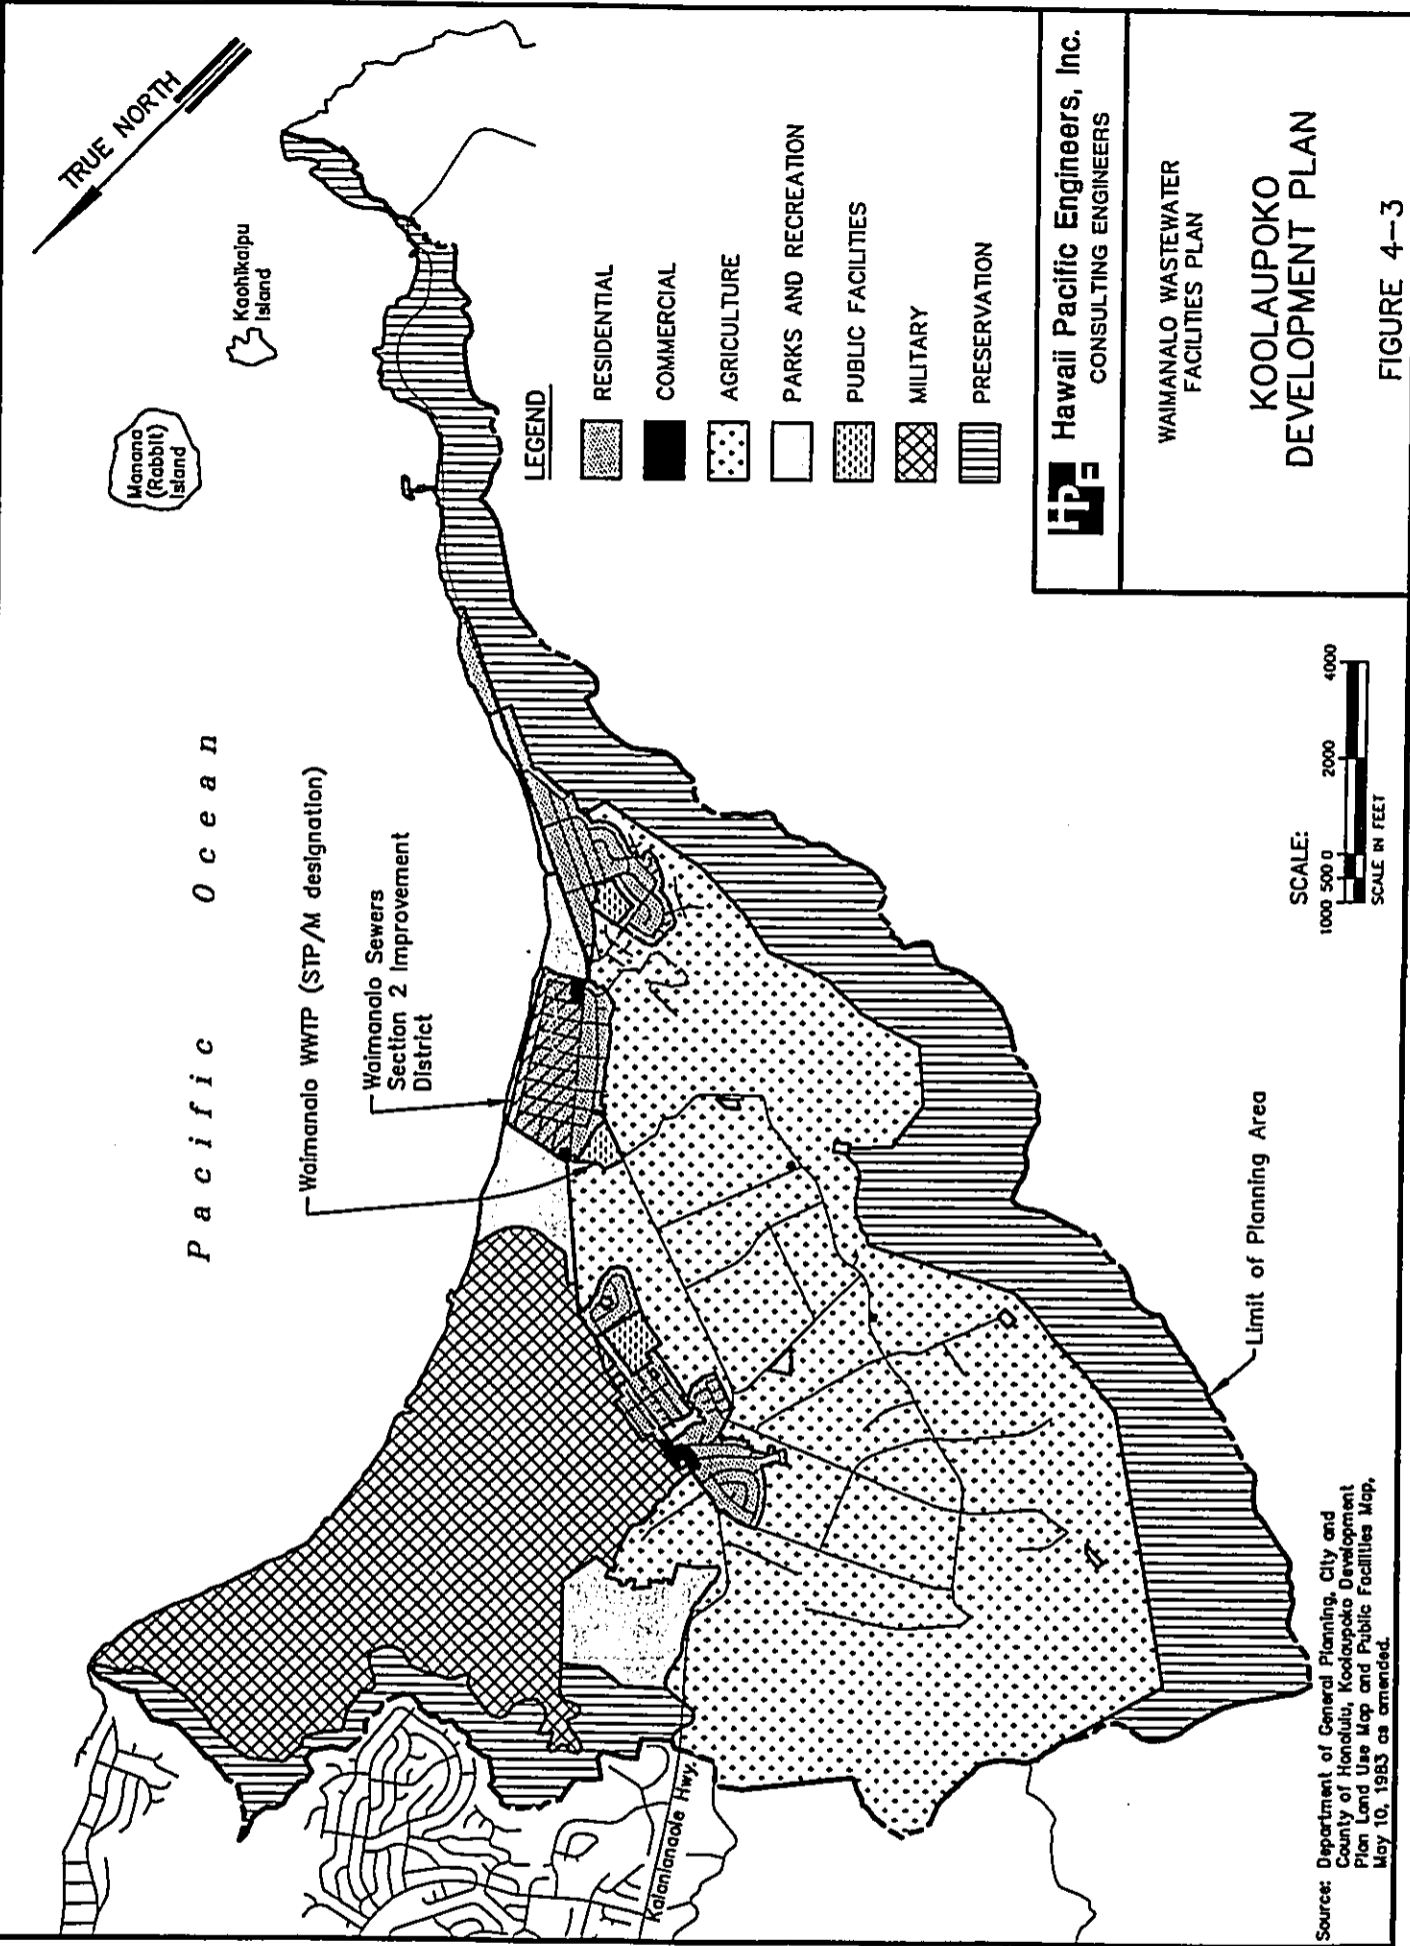 TRUE NORTH
Manana
(Rabbit)
Island
Kaohikaipu
Island
Pacific Ocean
Waimanalo WWTP (STP/M designation)
Waimanalo Sewers
Section 2 Improvement
District
LEGEND
RESIDENTIAL
COMMERCIAL
AGRICULTURE
PARKS AND RECREATION
PUBLIC FACILITIES
MILITARY
PRESERVATION
Kalanianaole Hwy.
Limit of Planning Area
SCALE:
1000 500 0 2000 4000
SCALE IN FEET
Source: Department of General Planning, City and
County of Honolulu, Koolaupoko Development
Plan Land Use Map and Public Facilities Map,
May 10, 1983 as amended.
Hawaii Pacific Engineers, Inc.
CONSULTING ENGINEERS
WAIMANALO WASTEWATER
FACILITIES PLAN
KOOLAUPOKO
DEVELOPMENT PLAN
FIGURE 4-3